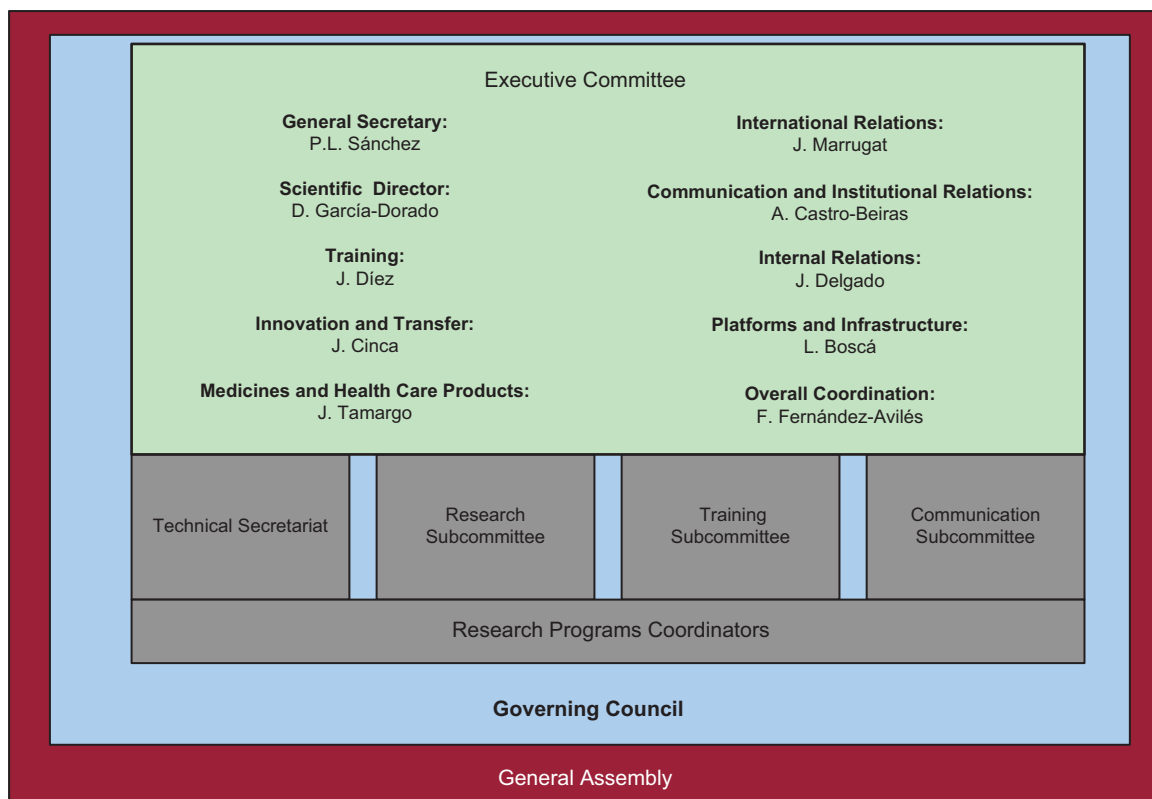 Executive Committee
General Secretary:
P.L. Sánchez
Scientific Director:
D. García-Dorado
Training:
J. Díez
Innovation and Transfer:
J. Cinca
Medicines and Health Care Products:
J. Tamargo
International Relations:
J. Marrugat
Communication and Institutional Relations:
A. Castro-Beiras
Internal Relations:
J. Delgado
Platforms and Infrastructure:
L. Boscá
Overall Coordination:
F. Fernández-Avilés
Technical Secretariat
Research
Subcommittee
Training
Subcommittee
Communication
Subcommittee
Research Programs Coordinators
Governing Council
General Assembly